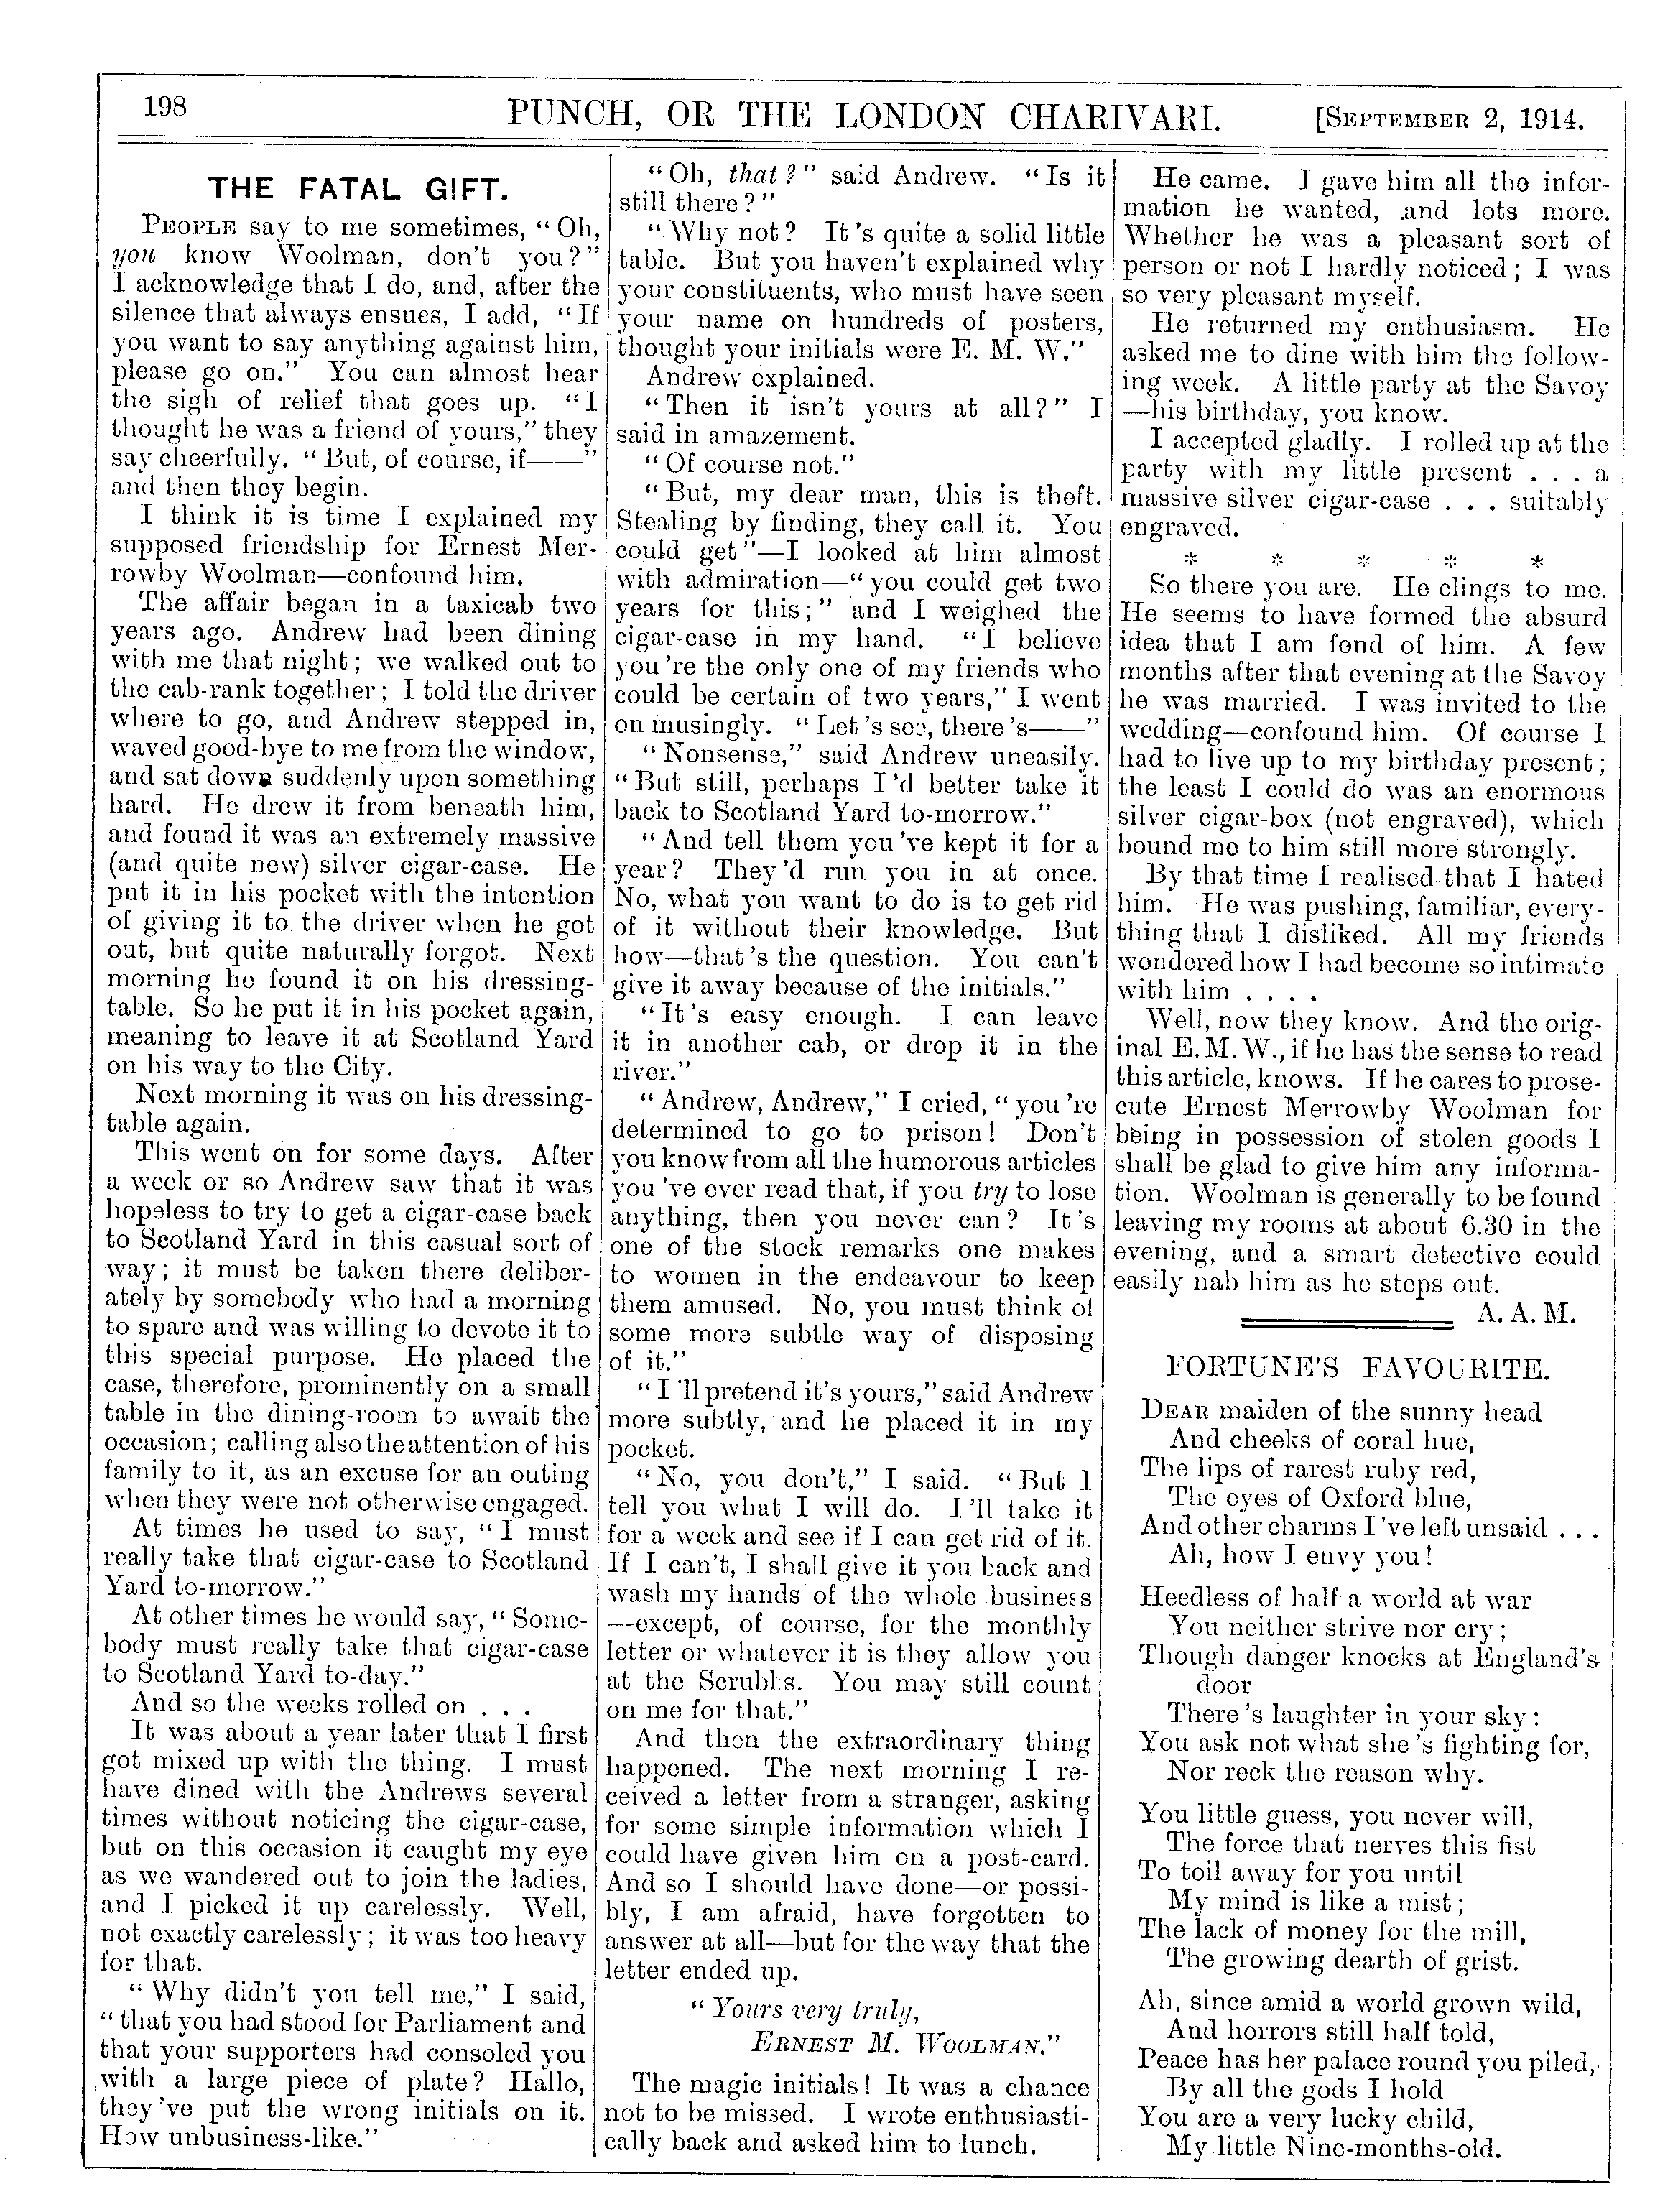 198
PUNCH, OR THE LONDON CHARIVARI.
[SEPTEMBER 2, 1914.
THE FATAL GIFT.
PEOPLE say to me sometimes, "Oh,
you know Woolman, don't you?"
I acknowledge that I do, and, after the
silence that always ensues, I add, "If
you want to say anything against him,
please go on." You can almost hear
the sigh of relief that goes up. "I
thought he was a friend of yours," they
say cheerfully. "But, of course, if——"
and then they begin.
I think it is time I explained my
supposed friendship for Ernest Mer-
rowby Woolman—confound him.
The affair began in a taxicab two
years ago. Andrew had been dining
with me that night; we walked out to
the cab-rank together; I told the driver
where to go, and Andrew stepped in,
waved good-bye to me from the window,
and sat down suddenly upon something
hard. He drew it from beneath him,
and found it was an extremely massive
(and quite new) silver cigar-case. He
put it in his pocket with the intention
of giving it to the driver when he got
out, but quite naturally forgot. Next
morning he found it on his dressing-
table. So he put it in his pocket again,
meaning to leave it at Scotland Yard
on his way to the City.
Next morning it was on his dressing-
table again.
This went on for some days. After
a week or so Andrew saw that it was
hopeless to try to get a cigar-case back
to Scotland Yard in this casual sort of
way; it must be taken there deliber-
ately by somebody who had a morning
to spare and was willing to devote it to
this special purpose. He placed the
case, therefore, prominently on a small
table in the dining-room to await the
occasion; calling also the attention of his
family to it, as an excuse for an outing
when they were not otherwise engaged.
At times he used to say, "I must
really take that cigar-case to Scotland
Yard to-morrow."
At other times he would say, "Some-
body must really take that cigar-case
to Scotland Yard to-day."
And so the weeks rolled on . . .
It was about a year later that I first
got mixed up with the thing. I must
have dined with the Andrews several
times without noticing the cigar-case,
but on this occasion it caught my eye
as we wandered out to join the ladies,
and I picked it up carelessly. Well,
not exactly carelessly; it was too heavy
for that.
"Why didn't you tell me," I said,
"that you had stood for Parliament and
that your supporters had consoled you
with a large piece of plate? Hallo,
they've put the wrong initials on it.
How unbusiness-like."
"Oh, that?" said Andrew. "Is it
still there?"
"Why not? It's quite a solid little
table. But you haven't explained why
your constituents, who must have seen
your name on hundreds of posters,
thought your initials were E. M. W."
Andrew explained.
"Then it isn't yours at all?" I
said in amazement.
"Of course not."
"But, my dear man, this is theft.
Stealing by finding, they call it. You
could get"—I looked at him almost
with admiration—"you could get two
years for this;" and I weighed the
cigar-case in my hand. "I believe
you're the only one of my friends who
could be certain of two years," I went
on musingly. "Let's see, there's——"
"Nonsense," said Andrew uneasily.
"But still, perhaps I'd better take it
back to Scotland Yard to-morrow."
"And tell them you've kept it for a
year? They'd run you in at once.
No, what you want to do is to get rid
of it without their knowledge. But
how—that's the question. You can't
give it away because of the initials."
"It's easy enough. I can leave
it in another cab, or drop it in the
river."
"Andrew, Andrew," I cried, "you're
determined to go to prison! Don't
you know from all the humorous articles
you've ever read that, if you try to lose
anything, then you never can? It's
one of the stock remarks one makes
to women in the endeavour to keep
them amused. No, you must think of
some more subtle way of disposing
of it."
"I'll pretend it's yours," said Andrew
more subtly, and he placed it in my
pocket.
"No, you don't," I said. "But I
tell you what I will do. I'll take it
for a week and see if I can get rid of it.
If I can't, I shall give it you back and
wash my hands of the whole business
—except, of course, for the monthly
letter or whatever it is they allow you
at the Scrubbs. You may still count
on me for that."
And then the extraordinary thing
happened. The next morning I re-
ceived a letter from a stranger, asking
for some simple information which I
could have given him on a post-card.
And so I should have done—or possi-
bly, I am afraid, have forgotten to
answer at all—but for the way that the
letter ended up.
"Yours very truly,
ERNEST M. WOOLMAN."
The magic initials! It was a chance
not to be missed. I wrote enthusiasti-
cally back and asked him to lunch.
He came. I gave him all the infor-
mation he wanted, and lots more.
Whether he was a pleasant sort of
person or not I hardly noticed; I was
so very pleasant myself.
He returned my enthusiasm. He
asked me to dine with him the follow-
ing week. A little party at the Savoy
—his birthday, you know.
I accepted gladly. I rolled up at the
party with my little present . . . a
massive silver cigar-case . . . suitably
engraved.
* * * * *
So there you are. He clings to me.
He seems to have formed the absurd
idea that I am fond of him. A few
months after that evening at the Savoy
he was married. I was invited to the
wedding—confound him. Of course I
had to live up to my birthday present;
the least I could do was an enormous
silver cigar-box (not engraved), which
bound me to him still more strongly.
By that time I realised that I hated
him. He was pushing, familiar, every-
thing that I disliked. All my friends
wondered how I had become so intimate
with him . . . .
Well, now they know. And the orig-
inal E. M. W., if he has the sense to read
this article, knows. If he cares to prose-
cute Ernest Merrowby Woolman for
being in possession of stolen goods I
shall be glad to give him any informa-
tion. Woolman is generally to be found
leaving my rooms at about 6.30 in the
evening, and a smart detective could
easily nab him as he steps out.
A. A. M.
FORTUNE'S FAVOURITE.
DEAR maiden of the sunny head
And cheeks of coral hue,
The lips of rarest ruby red,
The eyes of Oxford blue,
And other charms I've left unsaid . . .
Ah, how I envy you!
Heedless of half a world at war
You neither strive nor cry;
Though danger knocks at England's
door
There's laughter in your sky:
You ask not what she's fighting for,
Nor reck the reason why.
You little guess, you never will,
The force that nerves this fist
To toil away for you until
My mind is like a mist;
The lack of money for the mill,
The growing dearth of grist.
Ah, since amid a world grown wild,
And horrors still half told,
Peace has her palace round you piled,
By all the gods I hold
You are a very lucky child,
My little Nine-months-old.